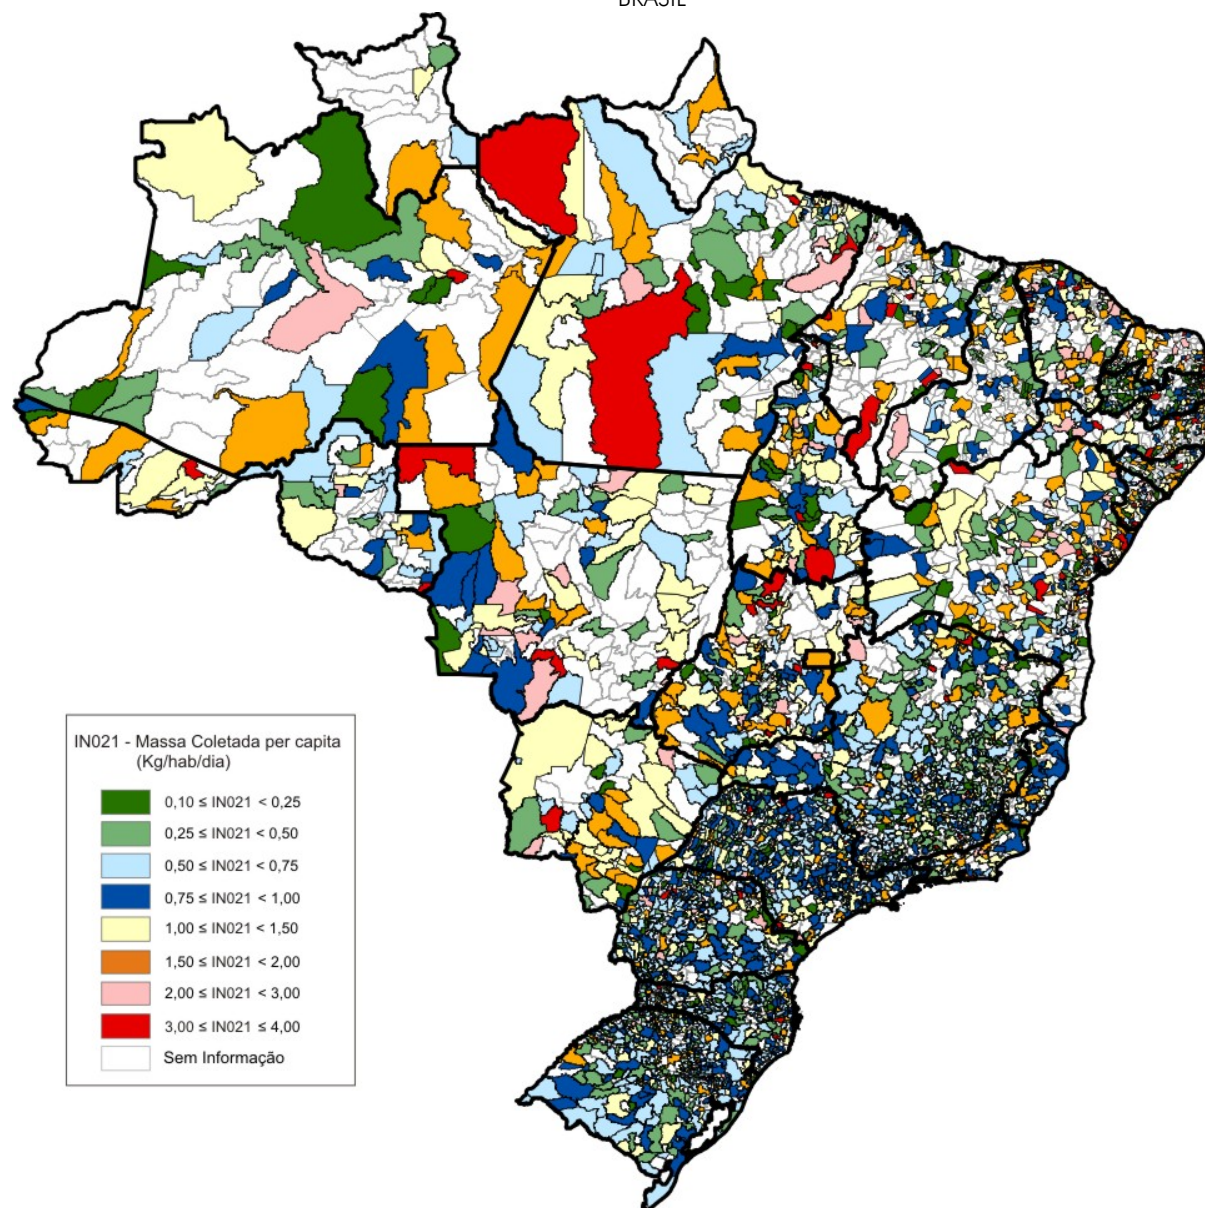 BRASIL
IN021 - Massa Coletada per capita
(Kg/hab/dia)
0,10 ≤ IN021 < 0,25
0,25 ≤ IN021 < 0,50
0,50 ≤ IN021 < 0,75
0,75 ≤ IN021 < 1,00
1,00 ≤ IN021 < 1,50
1,50 ≤ IN021 < 2,00
2,00 ≤ IN021 < 3,00
3,00 ≤ IN021 ≤ 4,00
Sem Informação